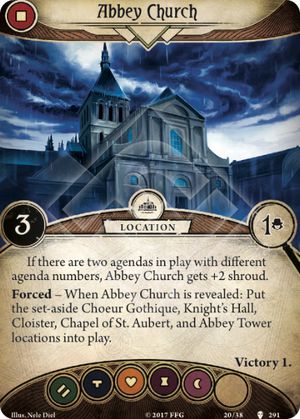 Abbey Church
3
LOCATION
1
If there are two agendas in play with different
agenda numbers, Abbey Church gets +2 shroud.
Forced – When Abbey Church is revealed: Put
the set-aside Choeur Gothique, Knight's Hall,
Cloister, Chapel of St. Aubert, and Abbey Tower
locations into play.
Victory 1.
Illus. Nele Diel
© 2017 FFG
20/38
291